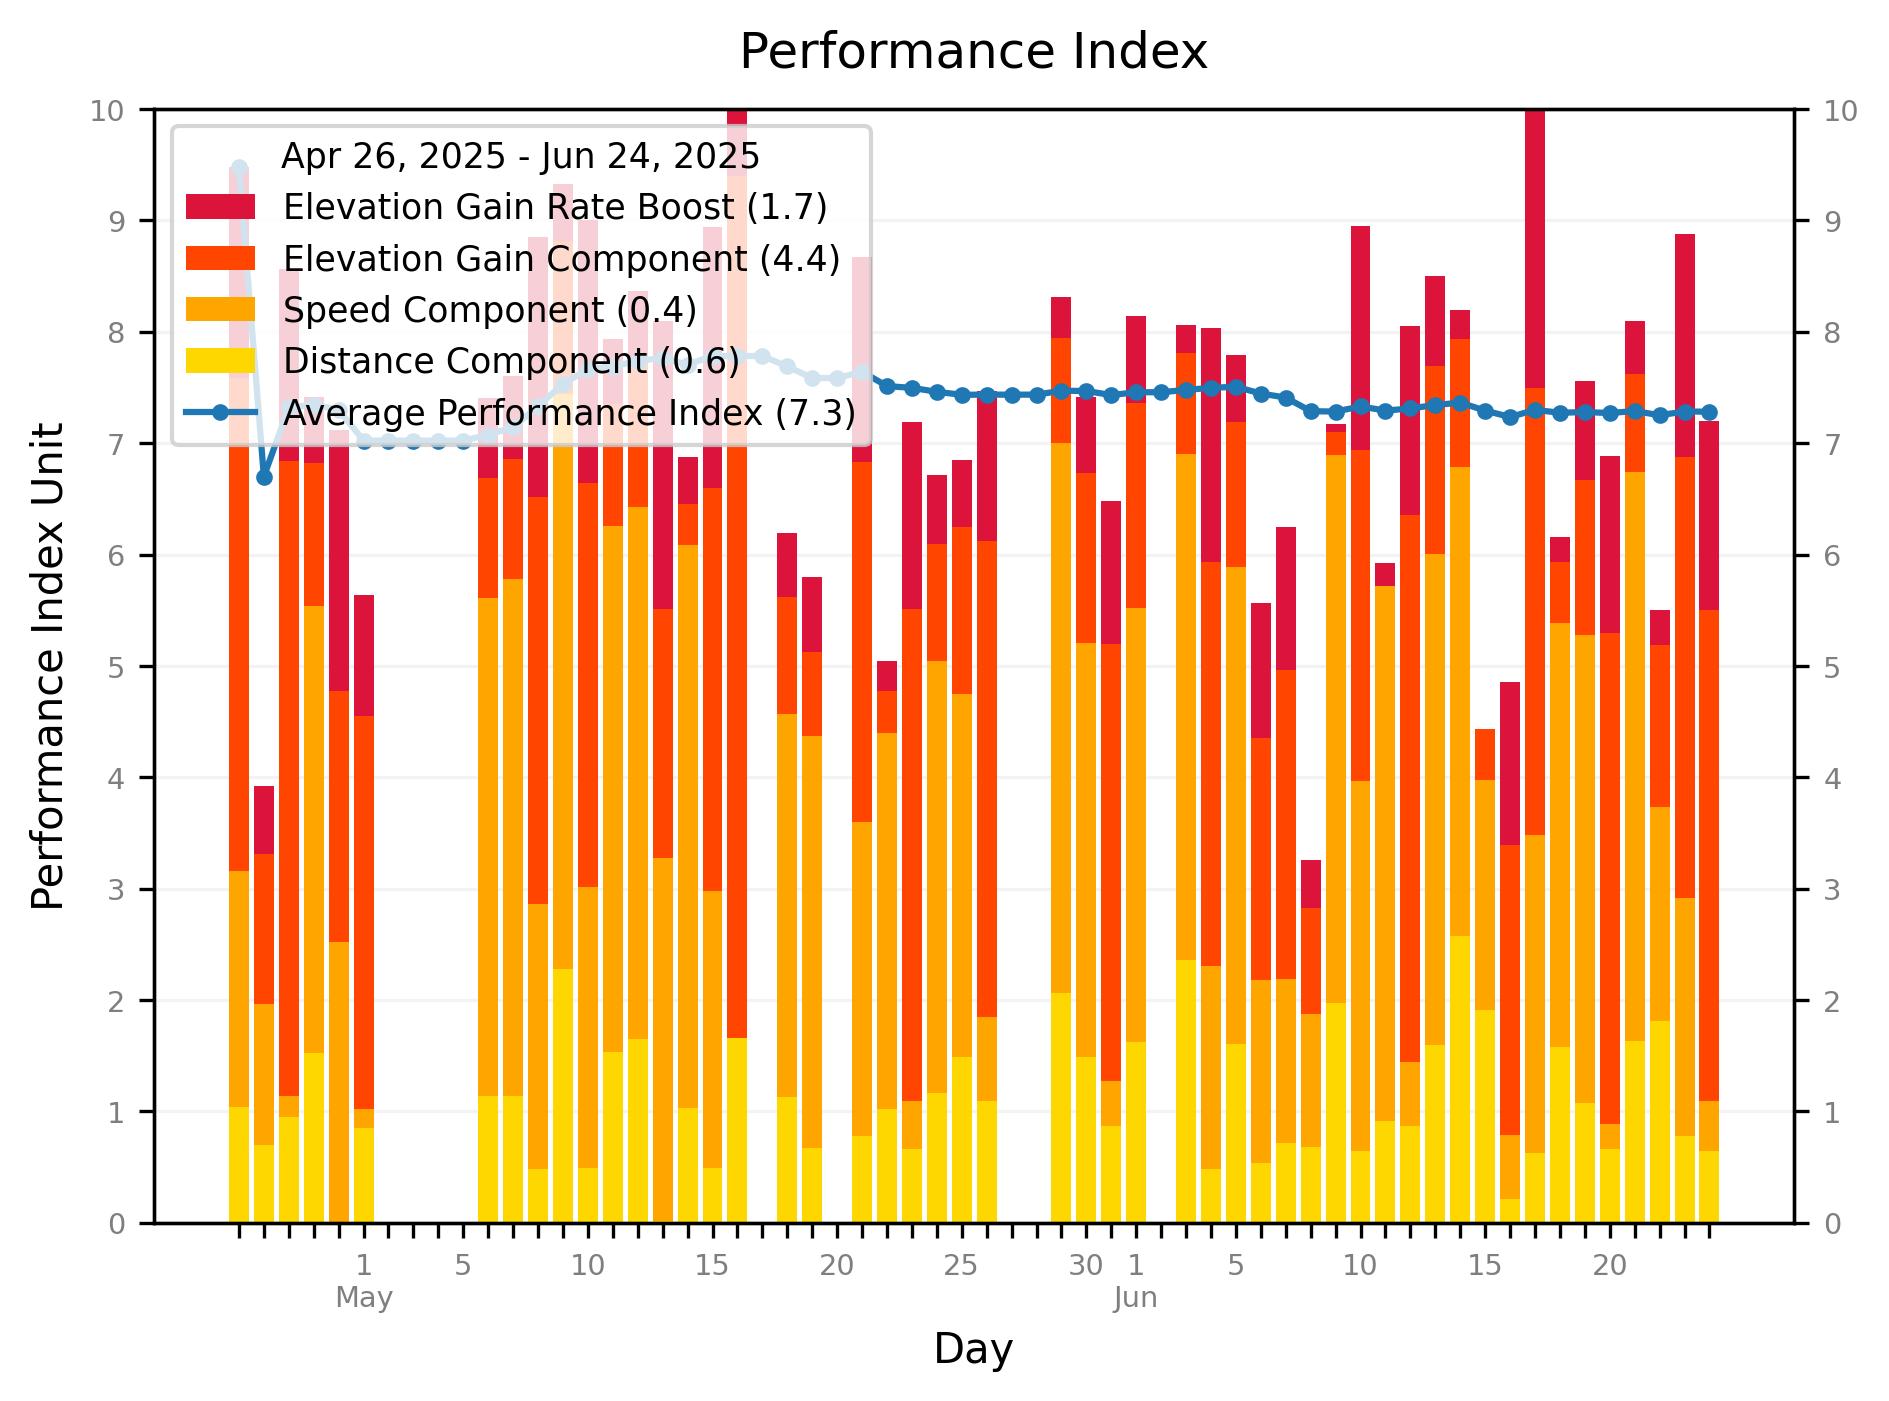 Performance Index
10
9
8
7
6
5
4
3
2
1
0
10
9
8
7
6
5
4
3
2
1
0
Performance Index Unit
Apr 26, 2025 - Jun 24, 2025
Elevation Gain Rate Boost (1.7)
Elevation Gain Component (4.4)
Speed Component (0.4)
Distance Component (0.6)
Average Performance Index (7.3)
1 5 10 15 20 25 30 1 5 10 15 20
May Jun
Day